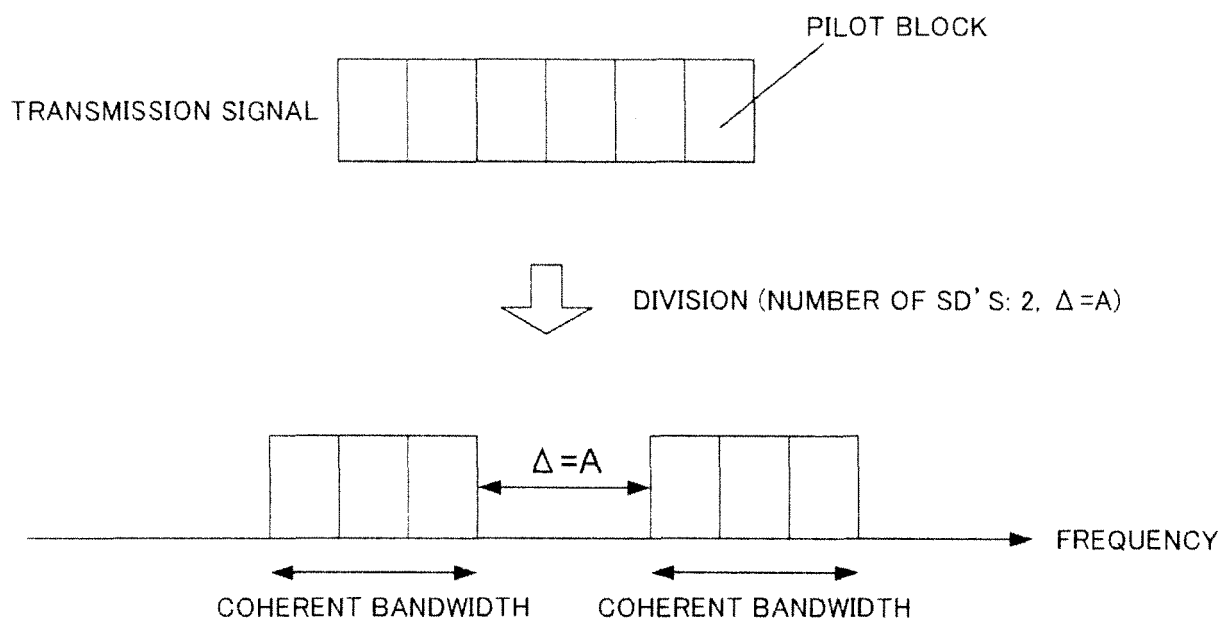 PILOT BLOCK
TRANSMISSION SIGNAL
DIVISION (NUMBER OF SD'S: 2, Δ=A)
Δ=A
FREQUENCY
COHERENT BANDWIDTH
COHERENT BANDWIDTH